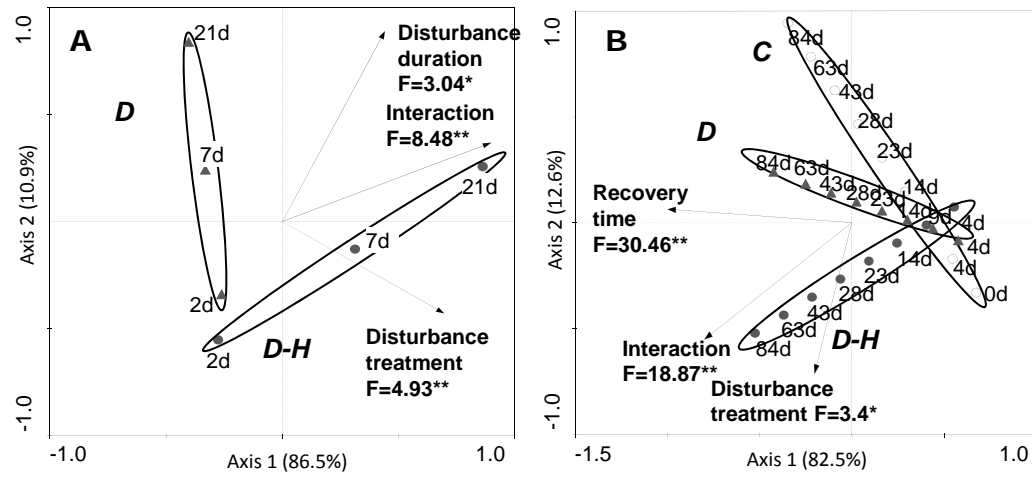 A
1.0
Axis 2 (10.9%)
-1.0
21d
D
7d
2d
Disturbance
duration
F=3.04*
Interaction
F=8.48**
21d
7d
2d
D-H
Disturbance
treatment
F=4.93**
-1.0
Axis 1 (86.5%)
1.0
B
1.0
Axis 2 (12.6%)
-1.0
84d
C
63d
43d
28d
23d
D
84d
63d
43d
28d
23d
14d
14d
9d
4d
4d
4d
0d
Recovery
time
F=30.46**
14d
23d
28d
43d
63d
84d
D-H
Interaction
F=18.87**
Disturbance
treatment F=3.4*
-1.5
Axis 1 (82.5%)
1.0